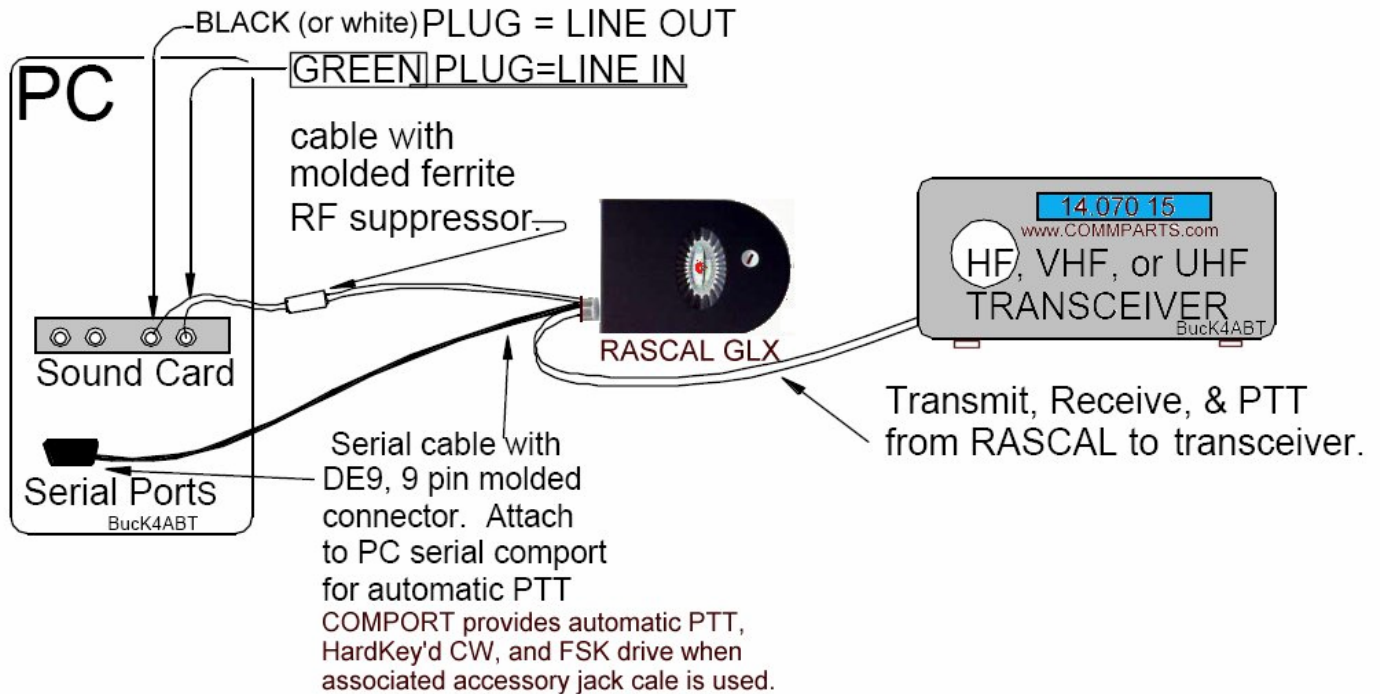 BLACK (or white) PLUG = LINE OUT
GREEN PLUG=LINE IN
PC
cable with
molded ferrite
RF suppressor.
14.070 15
www.COMMPARTS.com
HF, VHF, or UHF
TRANSCEIVER
BucK4ABT
RASCAL GLX
Sound Card
Transmit, Receive, & PTT
from RASCAL to transceiver.
Serial Ports
BucK4ABT
Serial cable with
DE9, 9 pin molded
connector. Attach
to PC serial comport
for automatic PTT
COMPORT provides automatic PTT,
HardKey'd CW, and FSK drive when
associated accessory jack cale is used.